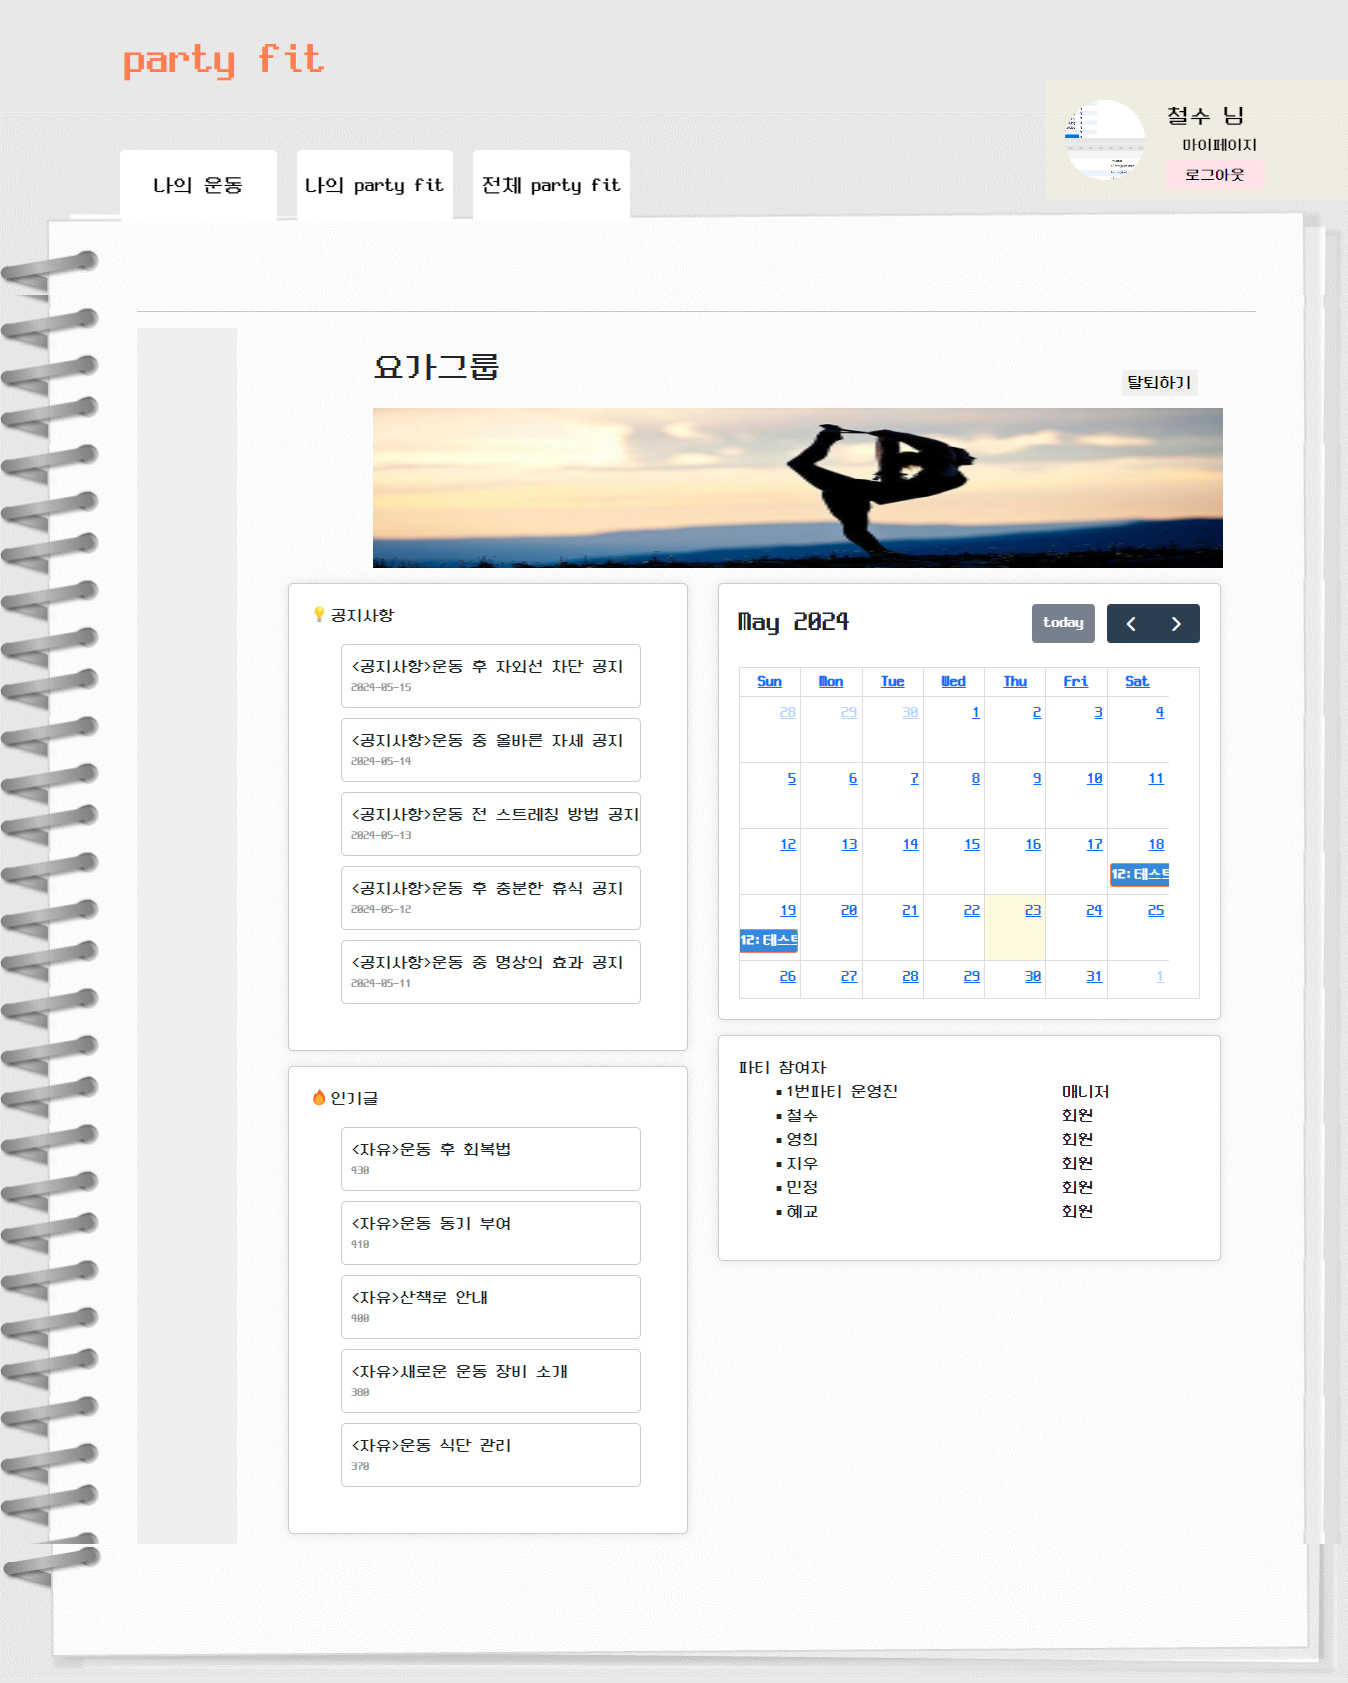 party fit
철수 님
마이페이지
로그아웃
나의 운동
나의 party fit
전체 party fit
요가그룹
탈퇴하기
공지사항
<공지사항>운동 후 자외선 차단 공지
2024-05-15
<공지사항>운동 중 올바른 자세 공지
2024-05-14
<공지사항>운동 전 스트레칭 방법 공지
2024-05-13
<공지사항>운동 후 충분한 휴식 공지
2024-05-12
<공지사항>운동 중 명상의 효과 공지
2024-05-11
인기글
<자유>운동 후 회복법
430
<자유>운동 동기 부여
410
<자유>산책로 안내
400
<자유>새로운 운동 장비 소개
380
<자유>운동 식단 관리
370
May 2024
today
Sun Mon Tue Wed Thu Fri Sat
28 29 30 1 2 3 4
5 6 7 8 9 10 11
12 13 14 15 16 17 18
12: 테스트
19 20 21 22 23 24 25
12: 테스트
26 27 28 29 30 31 1
파티 참여자
▪ 1번파티 운영진 매니저
▪ 철수 회원
▪ 영희 회원
▪ 지우 회원
▪ 민정 회원
▪ 혜교 회원